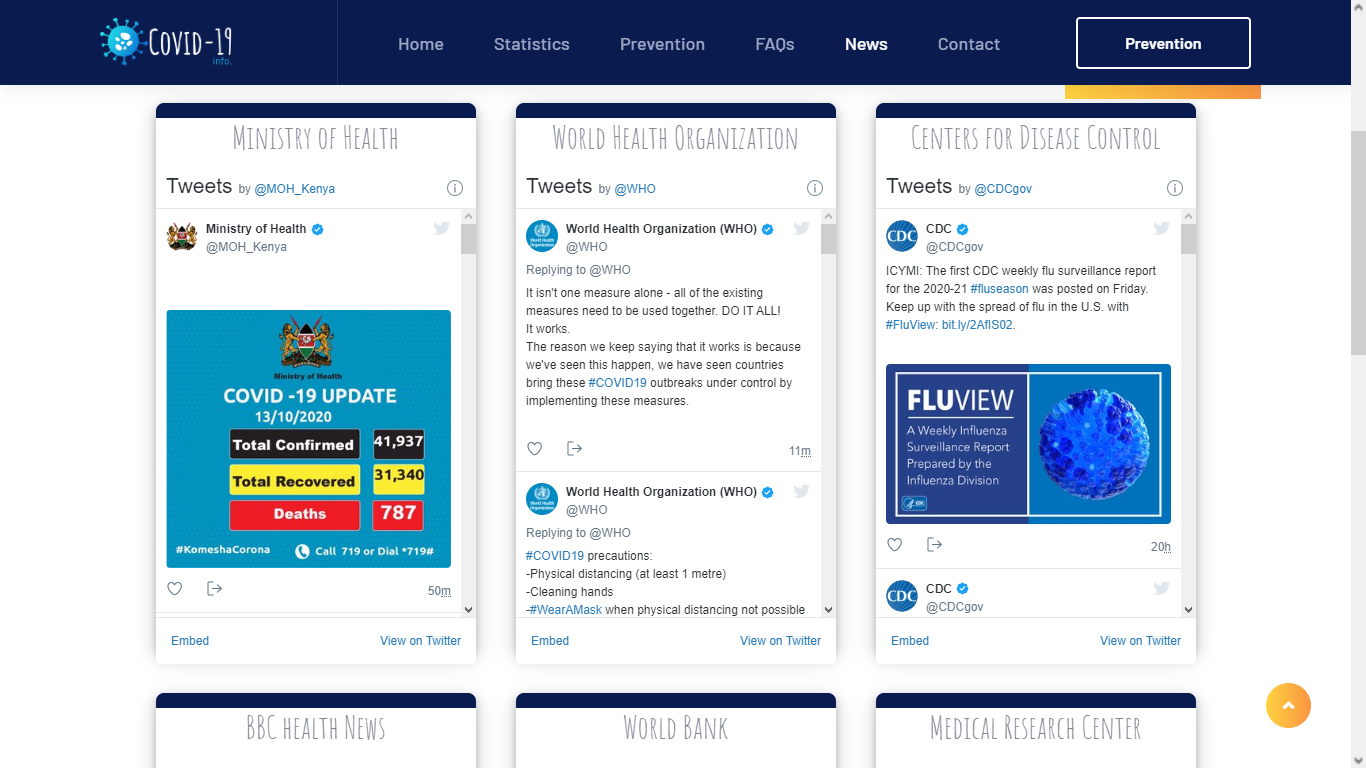 Covid-19
info.
Home
Statistics
Prevention
FAQs
News
Contact
Prevention
Ministry of Health
Tweets by @MOH_Kenya
Ministry of Health
@MOH_Kenya
Ministry of Health
COVID -19 UPDATE
13/10/2020
Total Confirmed 41,937
Total Recovered 31,340
Deaths 787
#KomeshaCorona Call 719 or Dial *719#
50m
Embed
View on Twitter
World Health Organization
Tweets by @WHO
World Health Organization (WHO)
@WHO
Replying to @WHO
It isn't one measure alone - all of the existing
measures need to be used together. DO IT ALL!
It works.
The reason we keep saying that it works is because
we've seen this happen, we have seen countries
bring these #COVID19 outbreaks under control by
implementing these measures.
11m
World Health Organization (WHO)
@WHO
Replying to @WHO
#COVID19 precautions:
-Physical distancing (at least 1 metre)
-Cleaning hands
-#WearAMask when physical distancing not possible
Embed
View on Twitter
Centers for Disease Control
Tweets by @CDCgov
CDC
CDC
@CDCgov
ICYMI: The first CDC weekly flu surveillance report
for the 2020-21 #fluseason was posted on Friday.
Keep up with the spread of flu in the U.S. with
#FluView: bit.ly/2AfIS02.
FLUVIEW
A Weekly Influenza
Surveillance Report
Prepared by the
Influenza Division
20h
CDC
CDC
@CDCgov
Embed
View on Twitter
BBC health News
World Bank
Medical Research Center